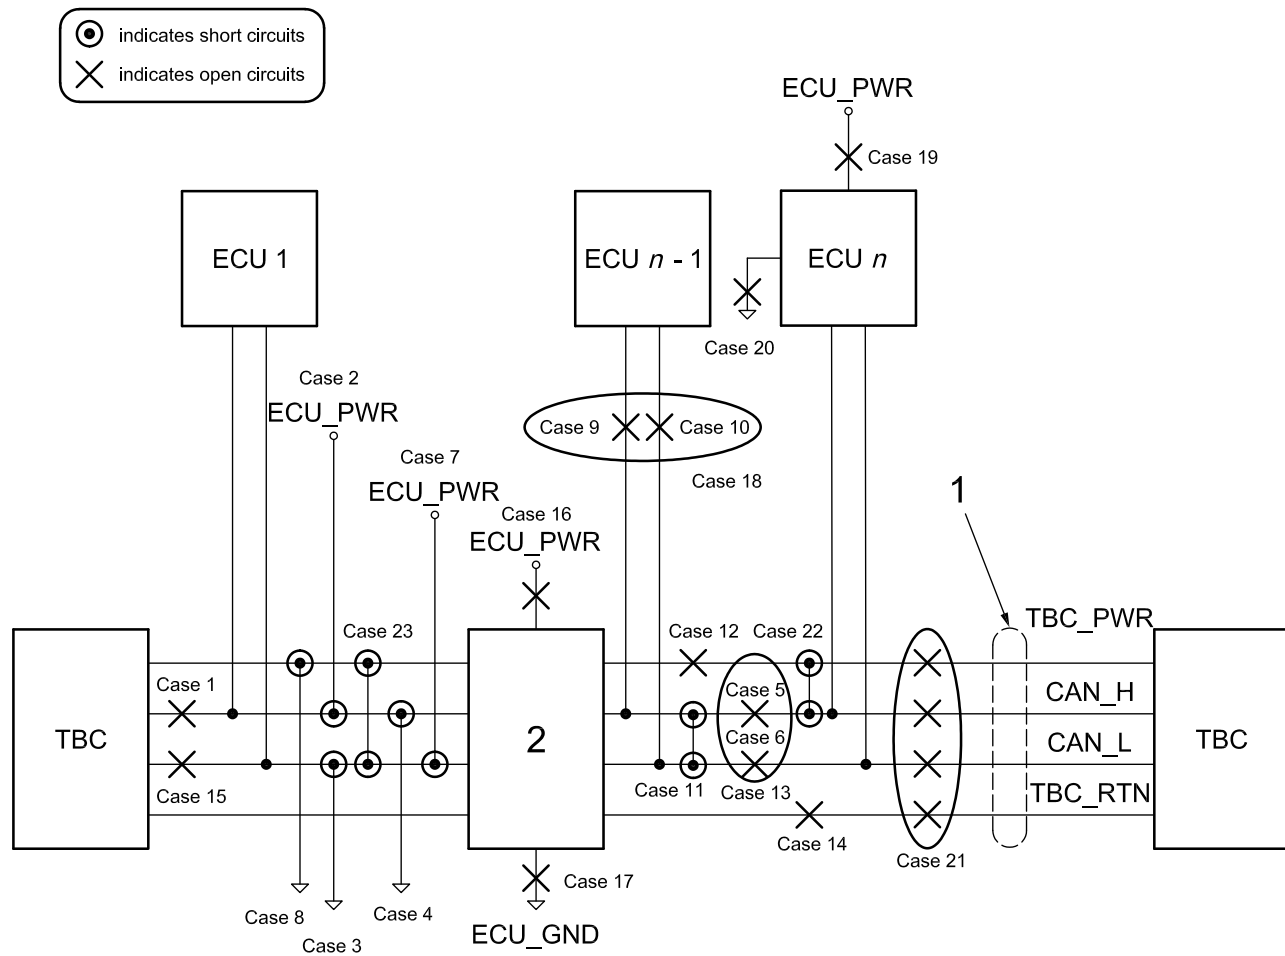 indicates short circuits
indicates open circuits
ECU_PWR
Case 19
ECU 1
ECU n - 1
ECU n
Case 20
Case 2
ECU_PWR
Case 9
Case 10
Case 18
Case 7
ECU_PWR
Case 16
ECU_PWR
1
TBC_PWR
Case 23
Case 12
Case 22
Case 1
Case 5
CAN_H
TBC
2
Case 6
CAN_L
TBC
Case 15
Case 11
Case 13
TBC_RTN
Case 14
Case 21
Case 17
Case 8
Case 4
Case 3
ECU_GND